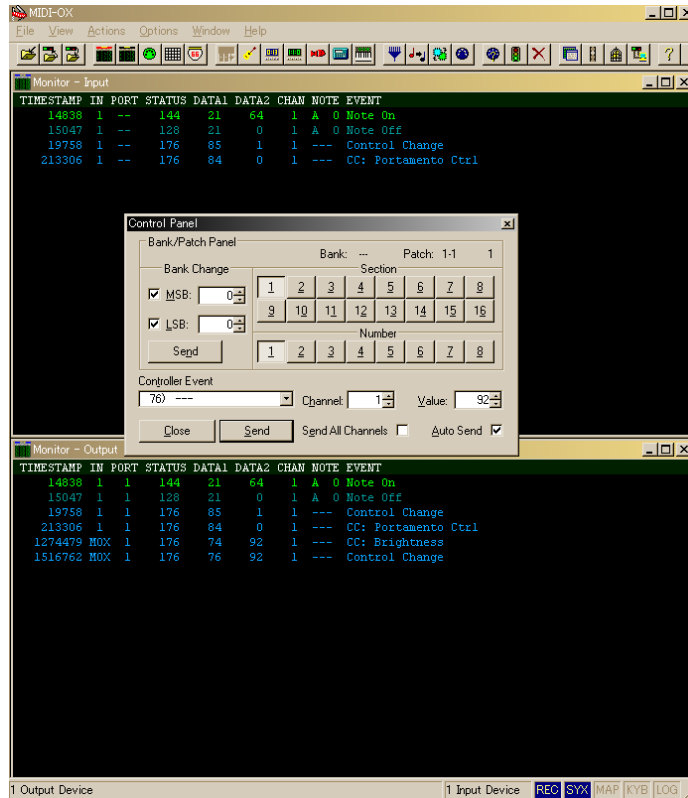 MIDI-OX
File View Actions Options Window Help
Monitor - Input
TIMESTAMP IN PORT STATUS DATA1 DATA2 CHAN NOTE EVENT
14838 1 -- 144 21 64 1 A 0 Note On
15047 1 -- 128 21 0 1 A 0 Note Off
19758 1 -- 176 85 1 1 --- Control Change
213306 1 -- 176 84 0 1 --- CC: Portamento Ctrl
Control Panel
Bank/Patch Panel
Bank: --- Patch: 1-1 1
Bank Change
Section
MSB: 0
1 2 3 4 5 6 7 8
9 10 11 12 13 14 15 16
LSB: 0
Number
Send
1 2 3 4 5 6 7 8
Controller Event
76) --- Channel: 1 Value: 92
Close Send Send All Channels Auto Send
Monitor - Output
TIMESTAMP IN PORT STATUS DATA1 DATA2 CHAN NOTE EVENT
14838 1 1 144 21 64 1 A 0 Note On
15047 1 1 128 21 0 1 A 0 Note Off
19758 1 1 176 85 1 1 --- Control Change
213306 1 1 176 84 0 1 --- CC: Portamento Ctrl
1274479 MOX 1 176 74 92 1 --- CC: Brightness
1516762 MOX 1 176 76 92 1 --- Control Change
1 Output Device 1 Input Device REC SYX MAP KYB LOG